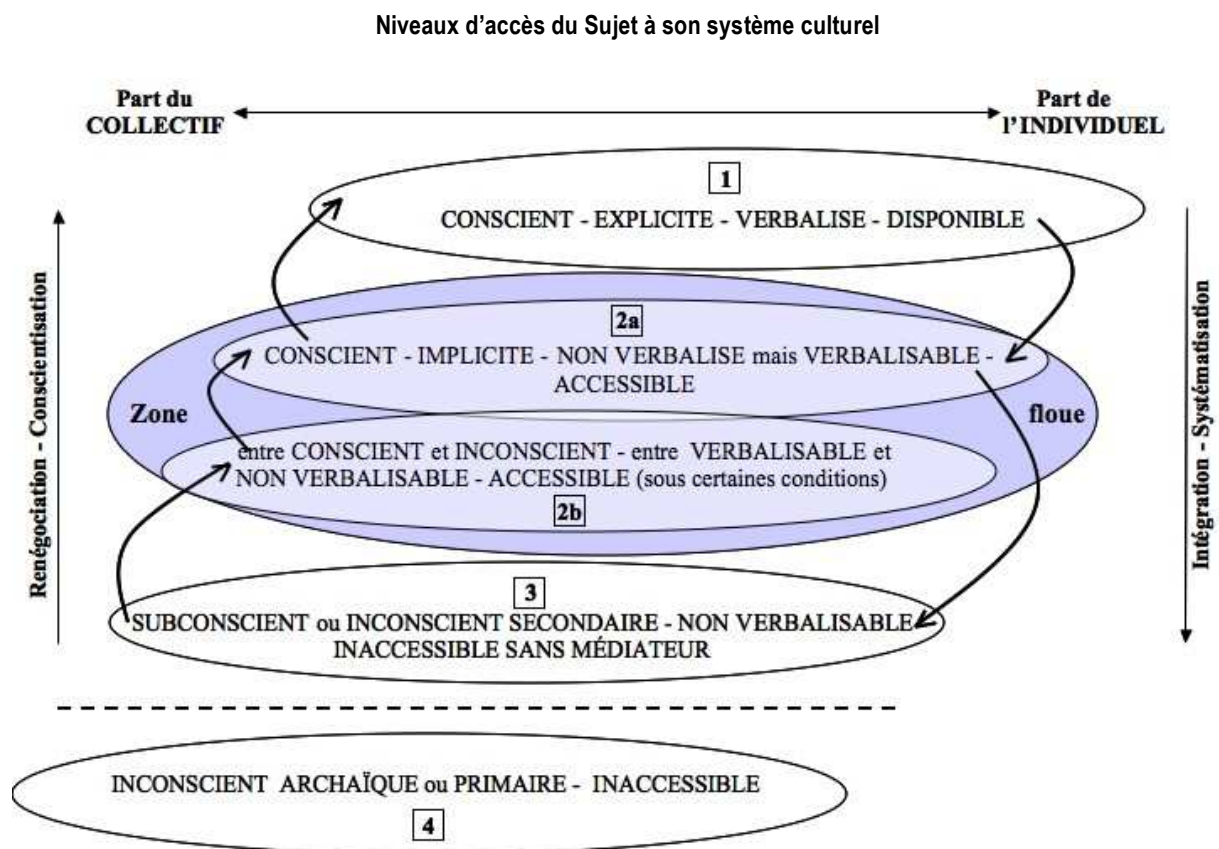 Niveaux d’accès du Sujet à son système culturel
Part du
COLLECTIF
Part de
l’INDIVIDUEL
1
CONSCIENT - EXPLICITE - VERBALISE - DISPONIBLE
2a
CONSCIENT - IMPLICITE - NON VERBALISE mais VERBALISABLE -
ACCESSIBLE
Zone
floue
entre CONSCIENT et INCONSCIENT - entre VERBALISABLE et
NON VERBALISABLE - ACCESSIBLE (sous certaines conditions)
2b
3
SUBCONSCIENT ou INCONSCIENT SECONDAIRE - NON VERBALISABLE
INACCESSIBLE SANS MÉDIATEUR
INCONSCIENT ARCHAÏQUE ou PRIMAIRE - INACCESSIBLE
4
Renégociation - Conscientisation
Intégration - Systématisation